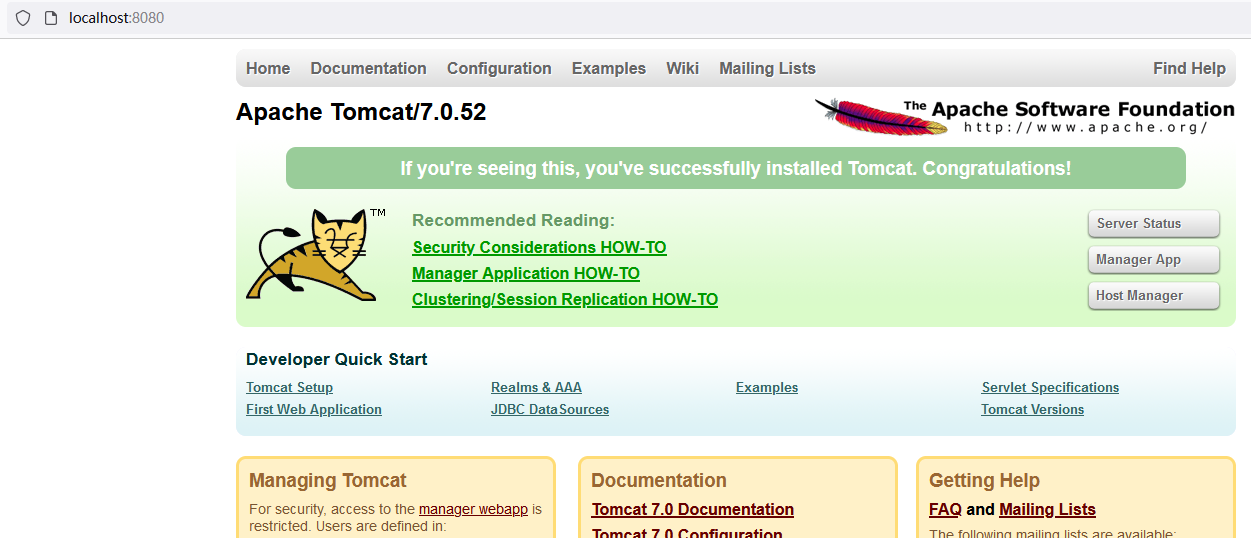 localhost:8080
Home Documentation Configuration Examples Wiki Mailing Lists Find Help
Apache Tomcat/7.0.52
The Apache Software Foundation
http://www.apache.org/
If you're seeing this, you've successfully installed Tomcat. Congratulations!
TM
Recommended Reading:
Security Considerations HOW-TO
Manager Application HOW-TO
Clustering/Session Replication HOW-TO
Server Status
Manager App
Host Manager
Developer Quick Start
Tomcat Setup
First Web Application
Realms & AAA
JDBC DataSources
Examples
Servlet Specifications
Tomcat Versions
Managing Tomcat
For security, access to the manager webapp is
restricted. Users are defined in:
Documentation
Tomcat 7.0 Documentation
Tomcat 7.0 Configuration
Getting Help
FAQ and Mailing Lists
The following mailing lists are available: